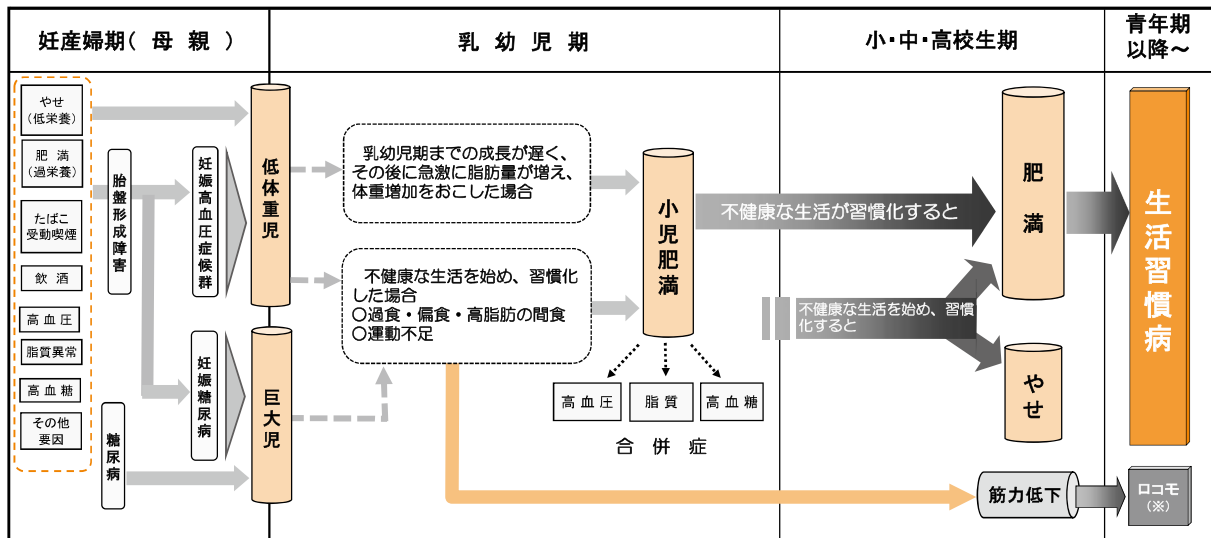 妊産婦期(母親)
乳幼児期
小・中・高校生期
青年期
以降～
やせ
(低栄養)
肥満
(過栄養)
たばこ
受動喫煙
飲酒
高血圧
脂質異常
高血糖
その他
要因
胎盤形成障害
糖尿病
妊娠高血圧症候群
妊娠糖尿病
低体重児
巨大児
乳幼児期までの成長が遅く、
その後に急激に脂肪量が増え、
体重増加をおこした場合
不健康な生活を始め、習慣化
した場合
○過食・偏食・高脂肪の間食
○運動不足
小児肥満
高血圧
脂質
高血糖
合併症
不健康な生活が習慣化すると
不健康な生活を始め、習慣
化すると
肥満
やせ
筋力低下
生活習慣病
ロコモ
(※)